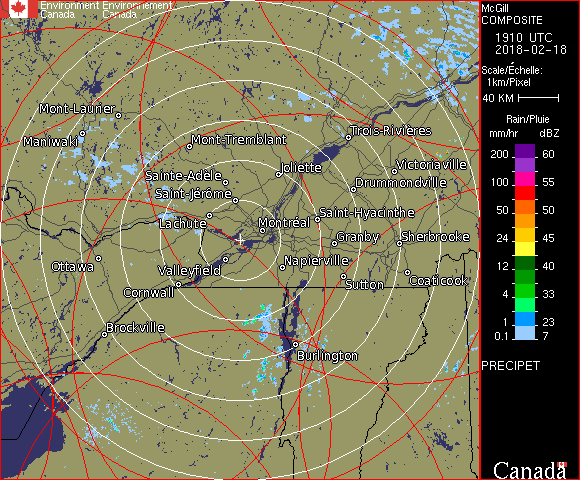 Environment Environnement
Canada Canada
McGill
COMPOSITE
1910 UTC
2018-02-18
Scale/Échelle:
1km/Pixel
40 KM
Rain/Pluie
mm/hr dBZ
200 60
100 55
50 50
24 45
12 40
4 33
1 23
0.1 7
PRECIPET
Canada
Mont-Laurier
Maniwaki
Mont-Tremblant
Trois-Rivières
Sainte-Adèle
Joliette
Victoriaville
Saint-Jérôme
Drummondville
Lachute
Montréal
Saint-Hyacinthe
Granby
Sherbrooke
Ottawa
Valleyfield
Napierville
Cornwall
Sutton
Coaticook
Brockville
Burlington